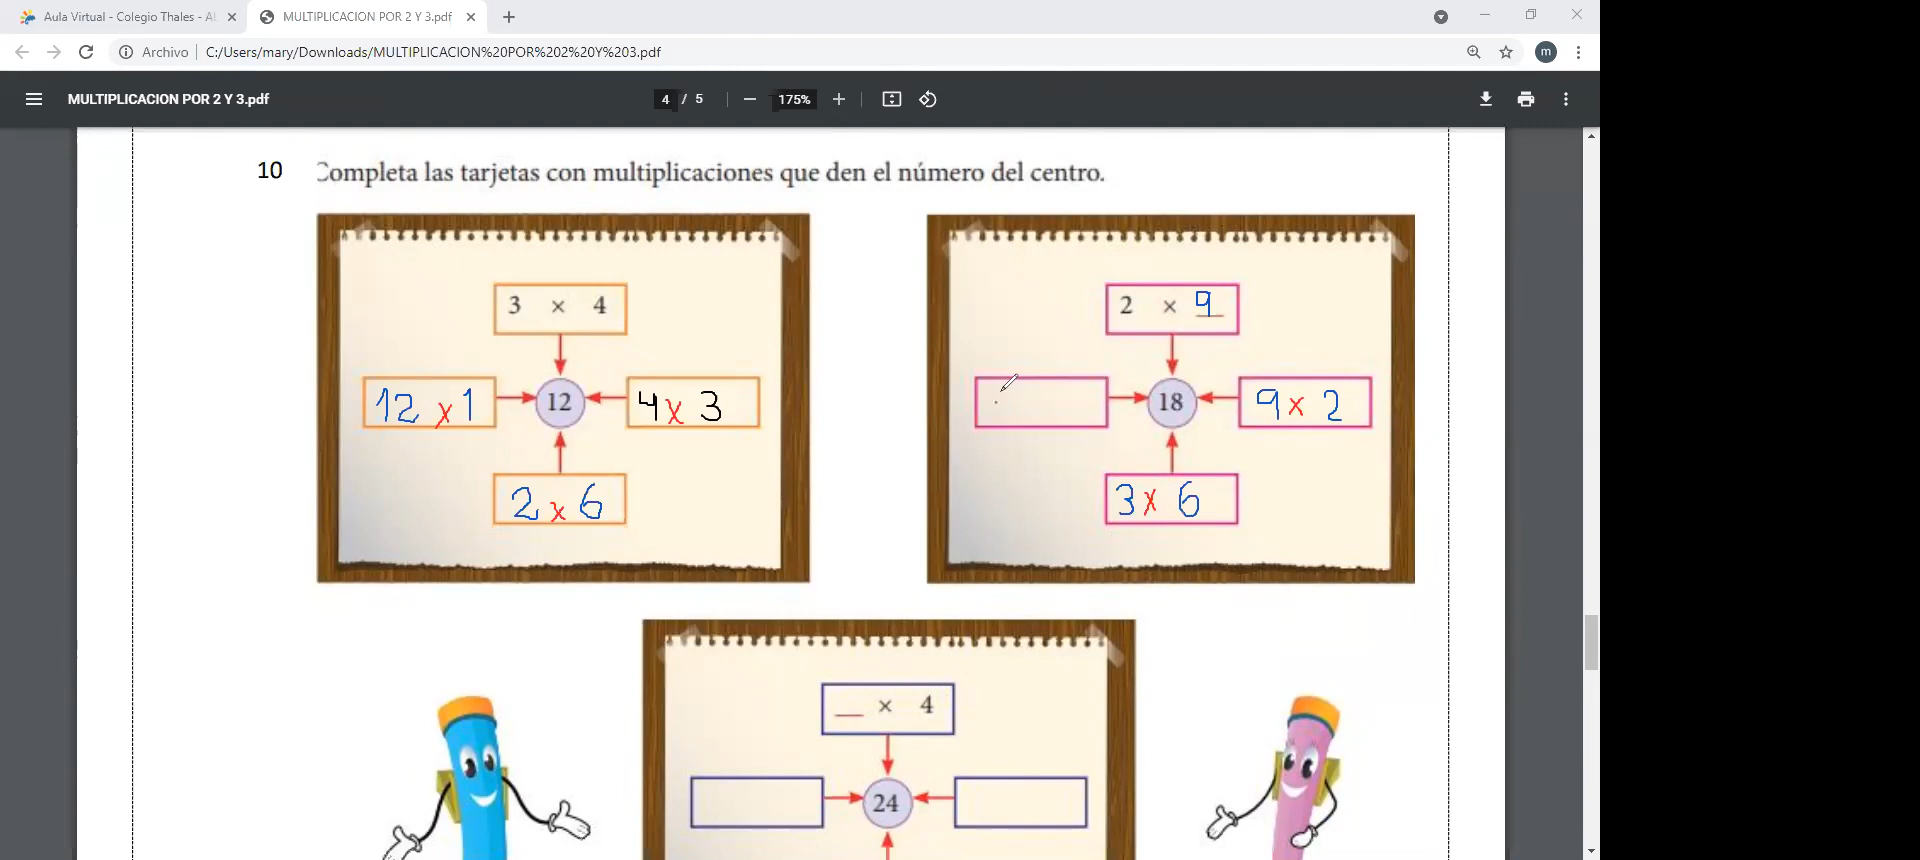 Aula Virtual - Colegio Thales - AL
MULTIPLICACION POR 2 Y 3.pdf
Archivo C:/Users/mary/Downloads/MULTIPLICACION%20POR%202%20Y%203.pdf
m
MULTIPLICACION POR 2 Y 3.pdf
4 / 5
175%
10 Completa las tarjetas con multiplicaciones que den el número del centro.
3 × 4
12 x 1
12
4 x 3
2 x 6
2 × 9
18
9 x 2
3 x 6
__ × 4
24